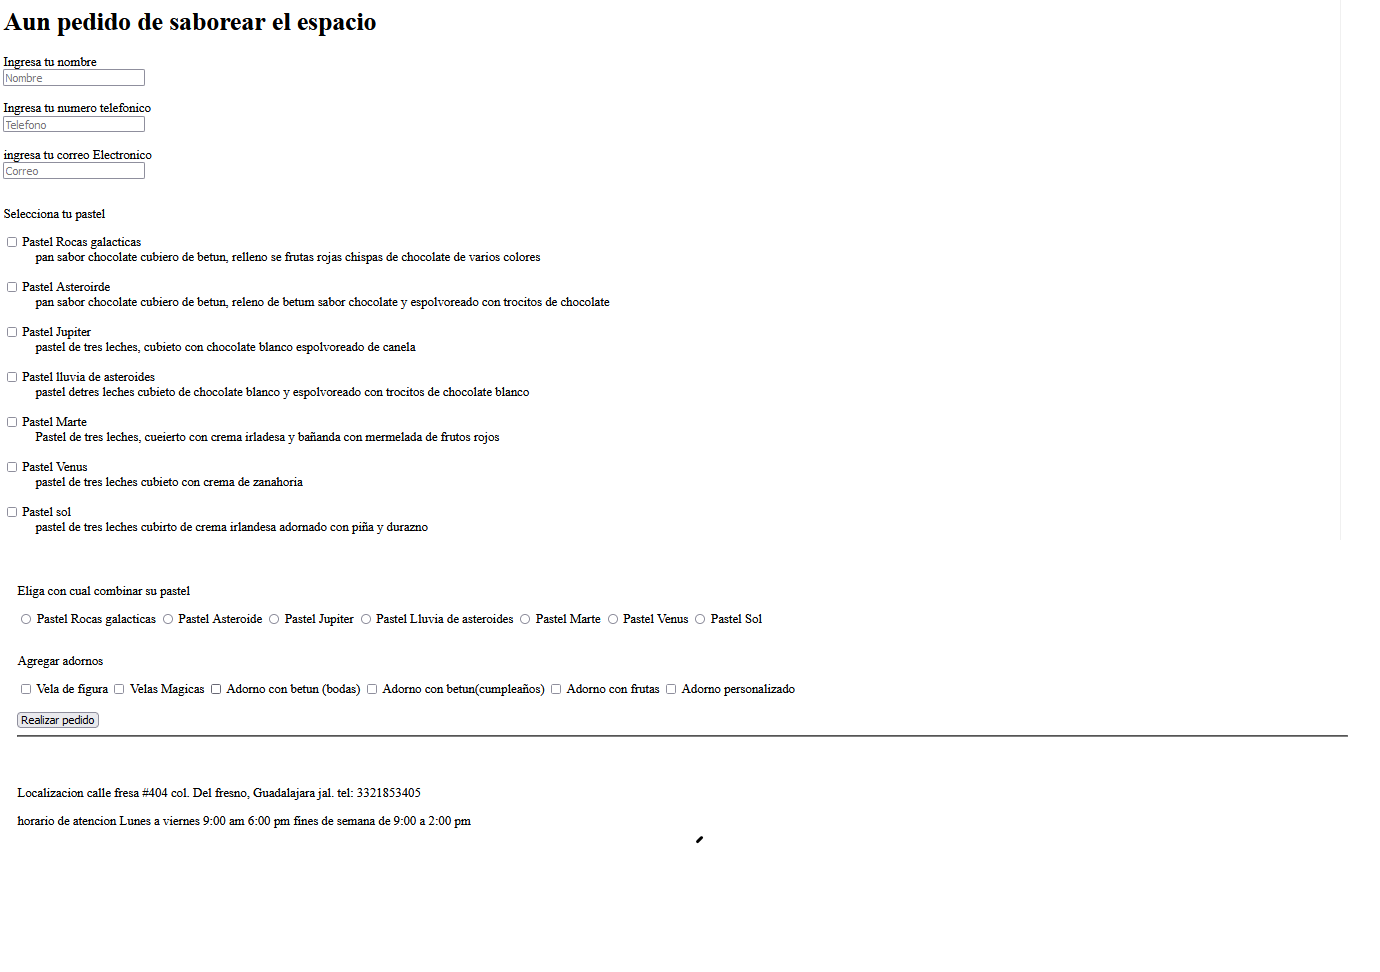 Aun pedido de saborear el espacio
Ingresa tu nombre
Nombre
Ingresa tu numero telefonico
Telefono
ingresa tu correo Electronico
Correo
Selecciona tu pastel
Pastel Rocas galacticas
pan sabor chocolate cubiero de betun, relleno se frutas rojas chispas de chocolate de varios colores
Pastel Asteroirde
pan sabor chocolate cubiero de betun, releno de betum sabor chocolate y espolvoreado con trocitos de chocolate
Pastel Jupiter
pastel de tres leches, cubieto con chocolate blanco espolvoreado de canela
Pastel lluvia de asteroides
pastel detres leches cubieto de chocolate blanco y espolvoreado con trocitos de chocolate blanco
Pastel Marte
Pastel de tres leches, cueierto con crema irladesa y bañanda con mermelada de frutos rojos
Pastel Venus
pastel de tres leches cubieto con crema de zanahoria
Pastel sol
pastel de tres leches cubirto de crema irlandesa adornado con piña y durazno
Eliga con cual combinar su pastel
Pastel Rocas galacticas Pastel Asteroide Pastel Jupiter Pastel Lluvia de asteroides Pastel Marte Pastel Venus Pastel Sol
Agregar adornos
Vela de figura Velas Magicas Adorno con betun (bodas) Adorno con betun(cumpleaños) Adorno con frutas Adorno personalizado
Realizar pedido
Localizacion calle fresa #404 col. Del fresno, Guadalajara jal. tel: 3321853405
horario de atencion Lunes a viernes 9:00 am 6:00 pm fines de semana de 9:00 a 2:00 pm